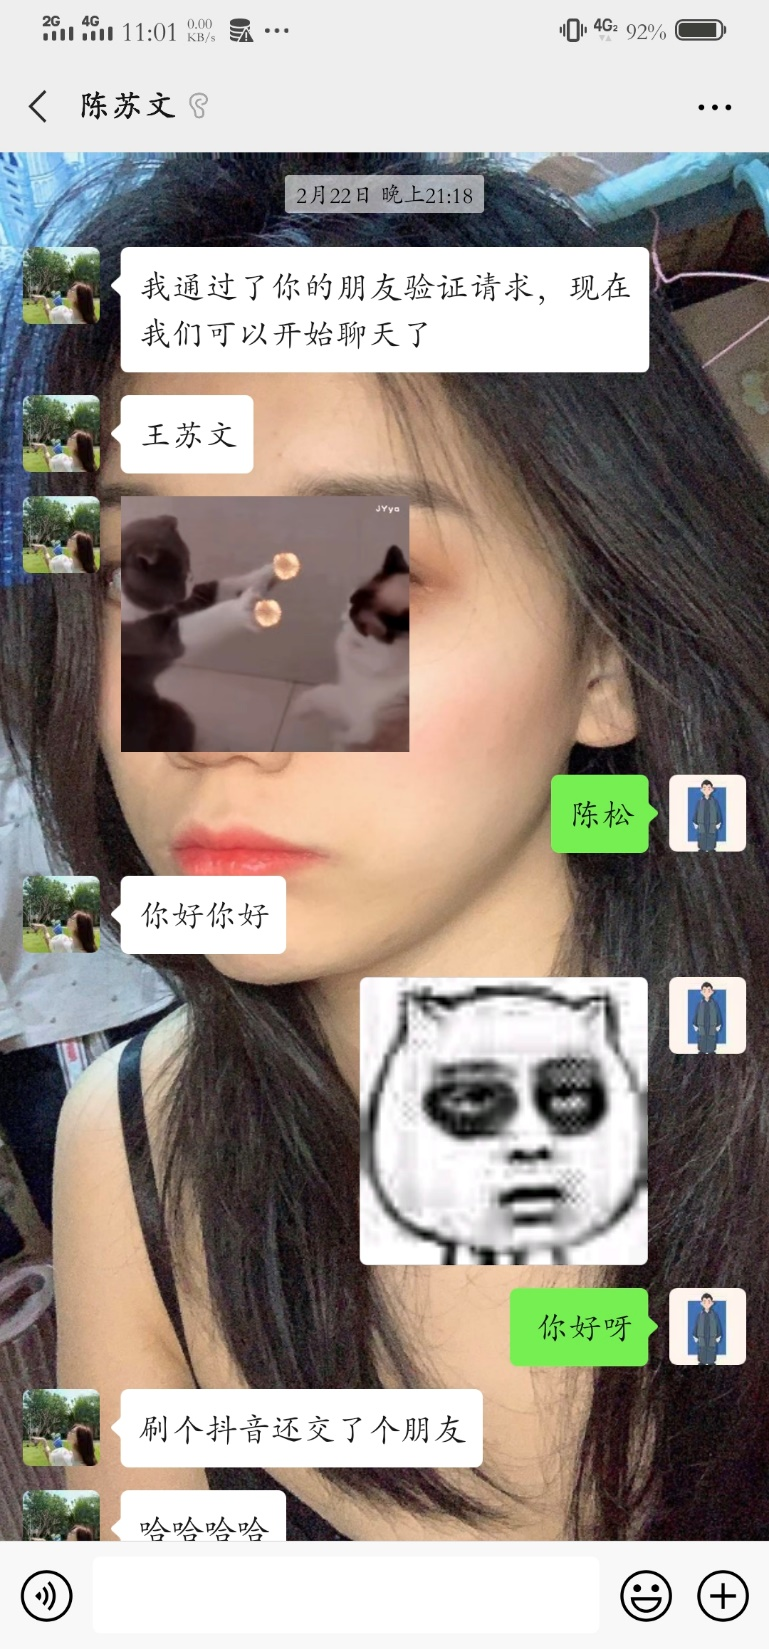 2G 4G 11:01 0.00 KB/s 4G2 92%
陈苏文
2月22日 晚上21:18
我通过了你的朋友验证请求，现在
我们可以开始聊天了
王苏文
JYya
陈松
你好你好
你好呀
刷个抖音还交了个朋友
哈哈哈哈